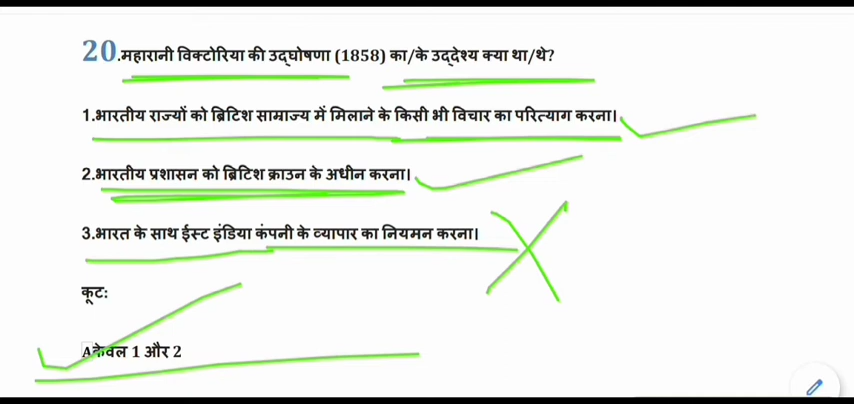 20.महारानी विक्टोरिया की उद्घोषणा (1858) का/के उद्देश्य क्या था/थे?
1.भारतीय राज्यों को ब्रिटिश साम्राज्य में मिलाने के किसी भी विचार का परित्याग करना।
2.भारतीय प्रशासन को ब्रिटिश क्राउन के अधीन करना।
3.भारत के साथ ईस्ट इंडिया कंपनी के व्यापार का नियमन करना।
कूट:
Aकेवल 1 और 2